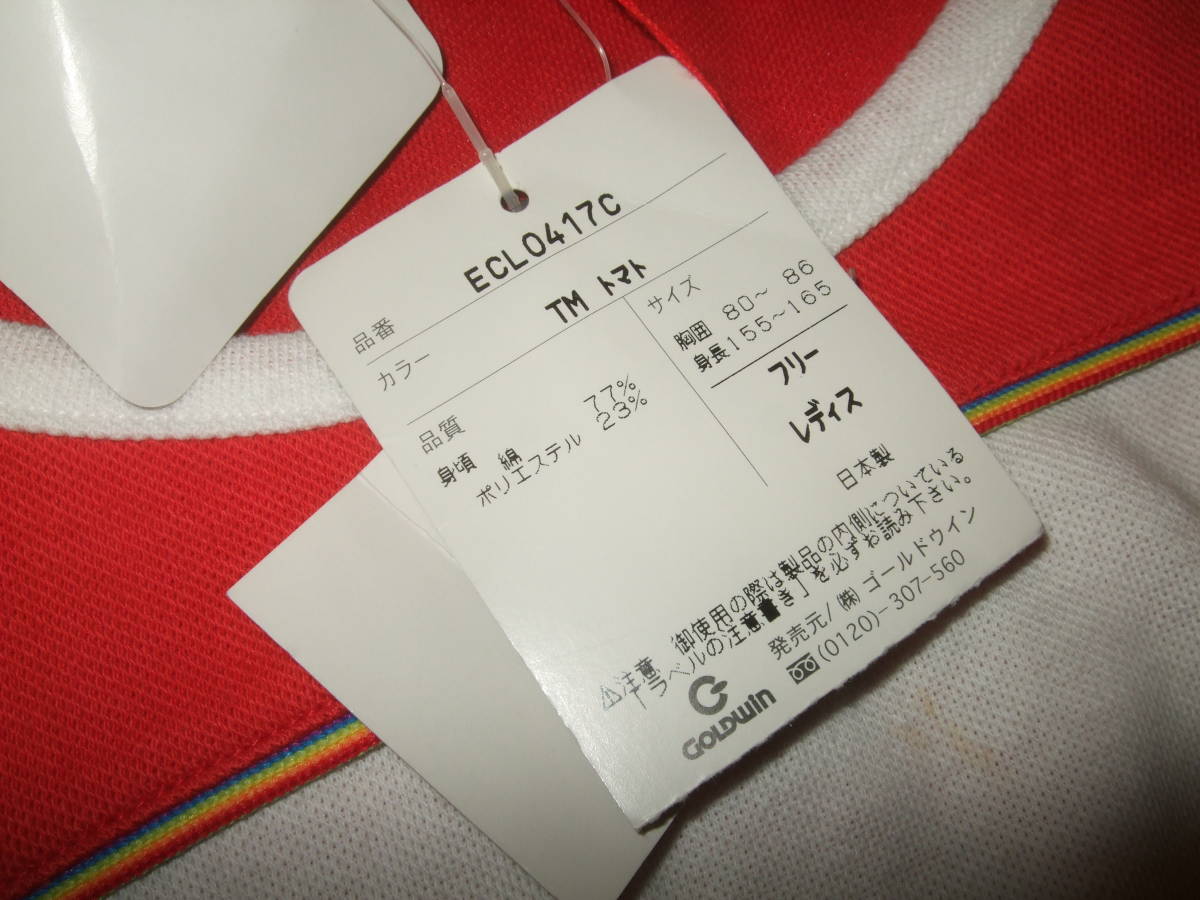 品番 ECL0417C
カラー TM トマト
品質
身頃 綿 77%
ポリエステル 23%
サイズ
胸囲 80〜 86
身長155〜165
フリー
レディス
日本製
⚠注意 御使用の際は製品の内側についている
「ラベルの注意書き」を必ずお読み下さい。
発売元/㈱ゴールドウイン
(0120)-307-560
GOLDWIN